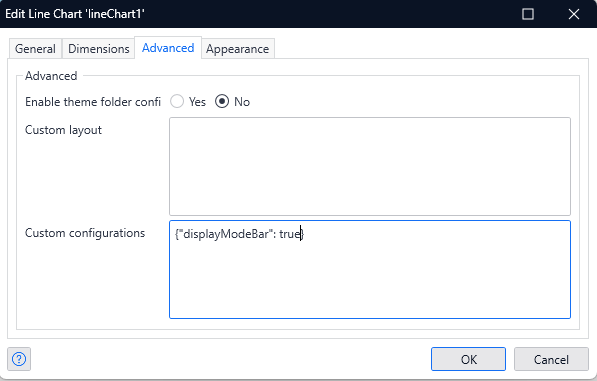 Edit Line Chart 'lineChart1'
General Dimensions Advanced Appearance
Advanced
Enable theme folder confi Yes No
Custom layout
Custom configurations
{"displayModeBar": true}
? OK Cancel